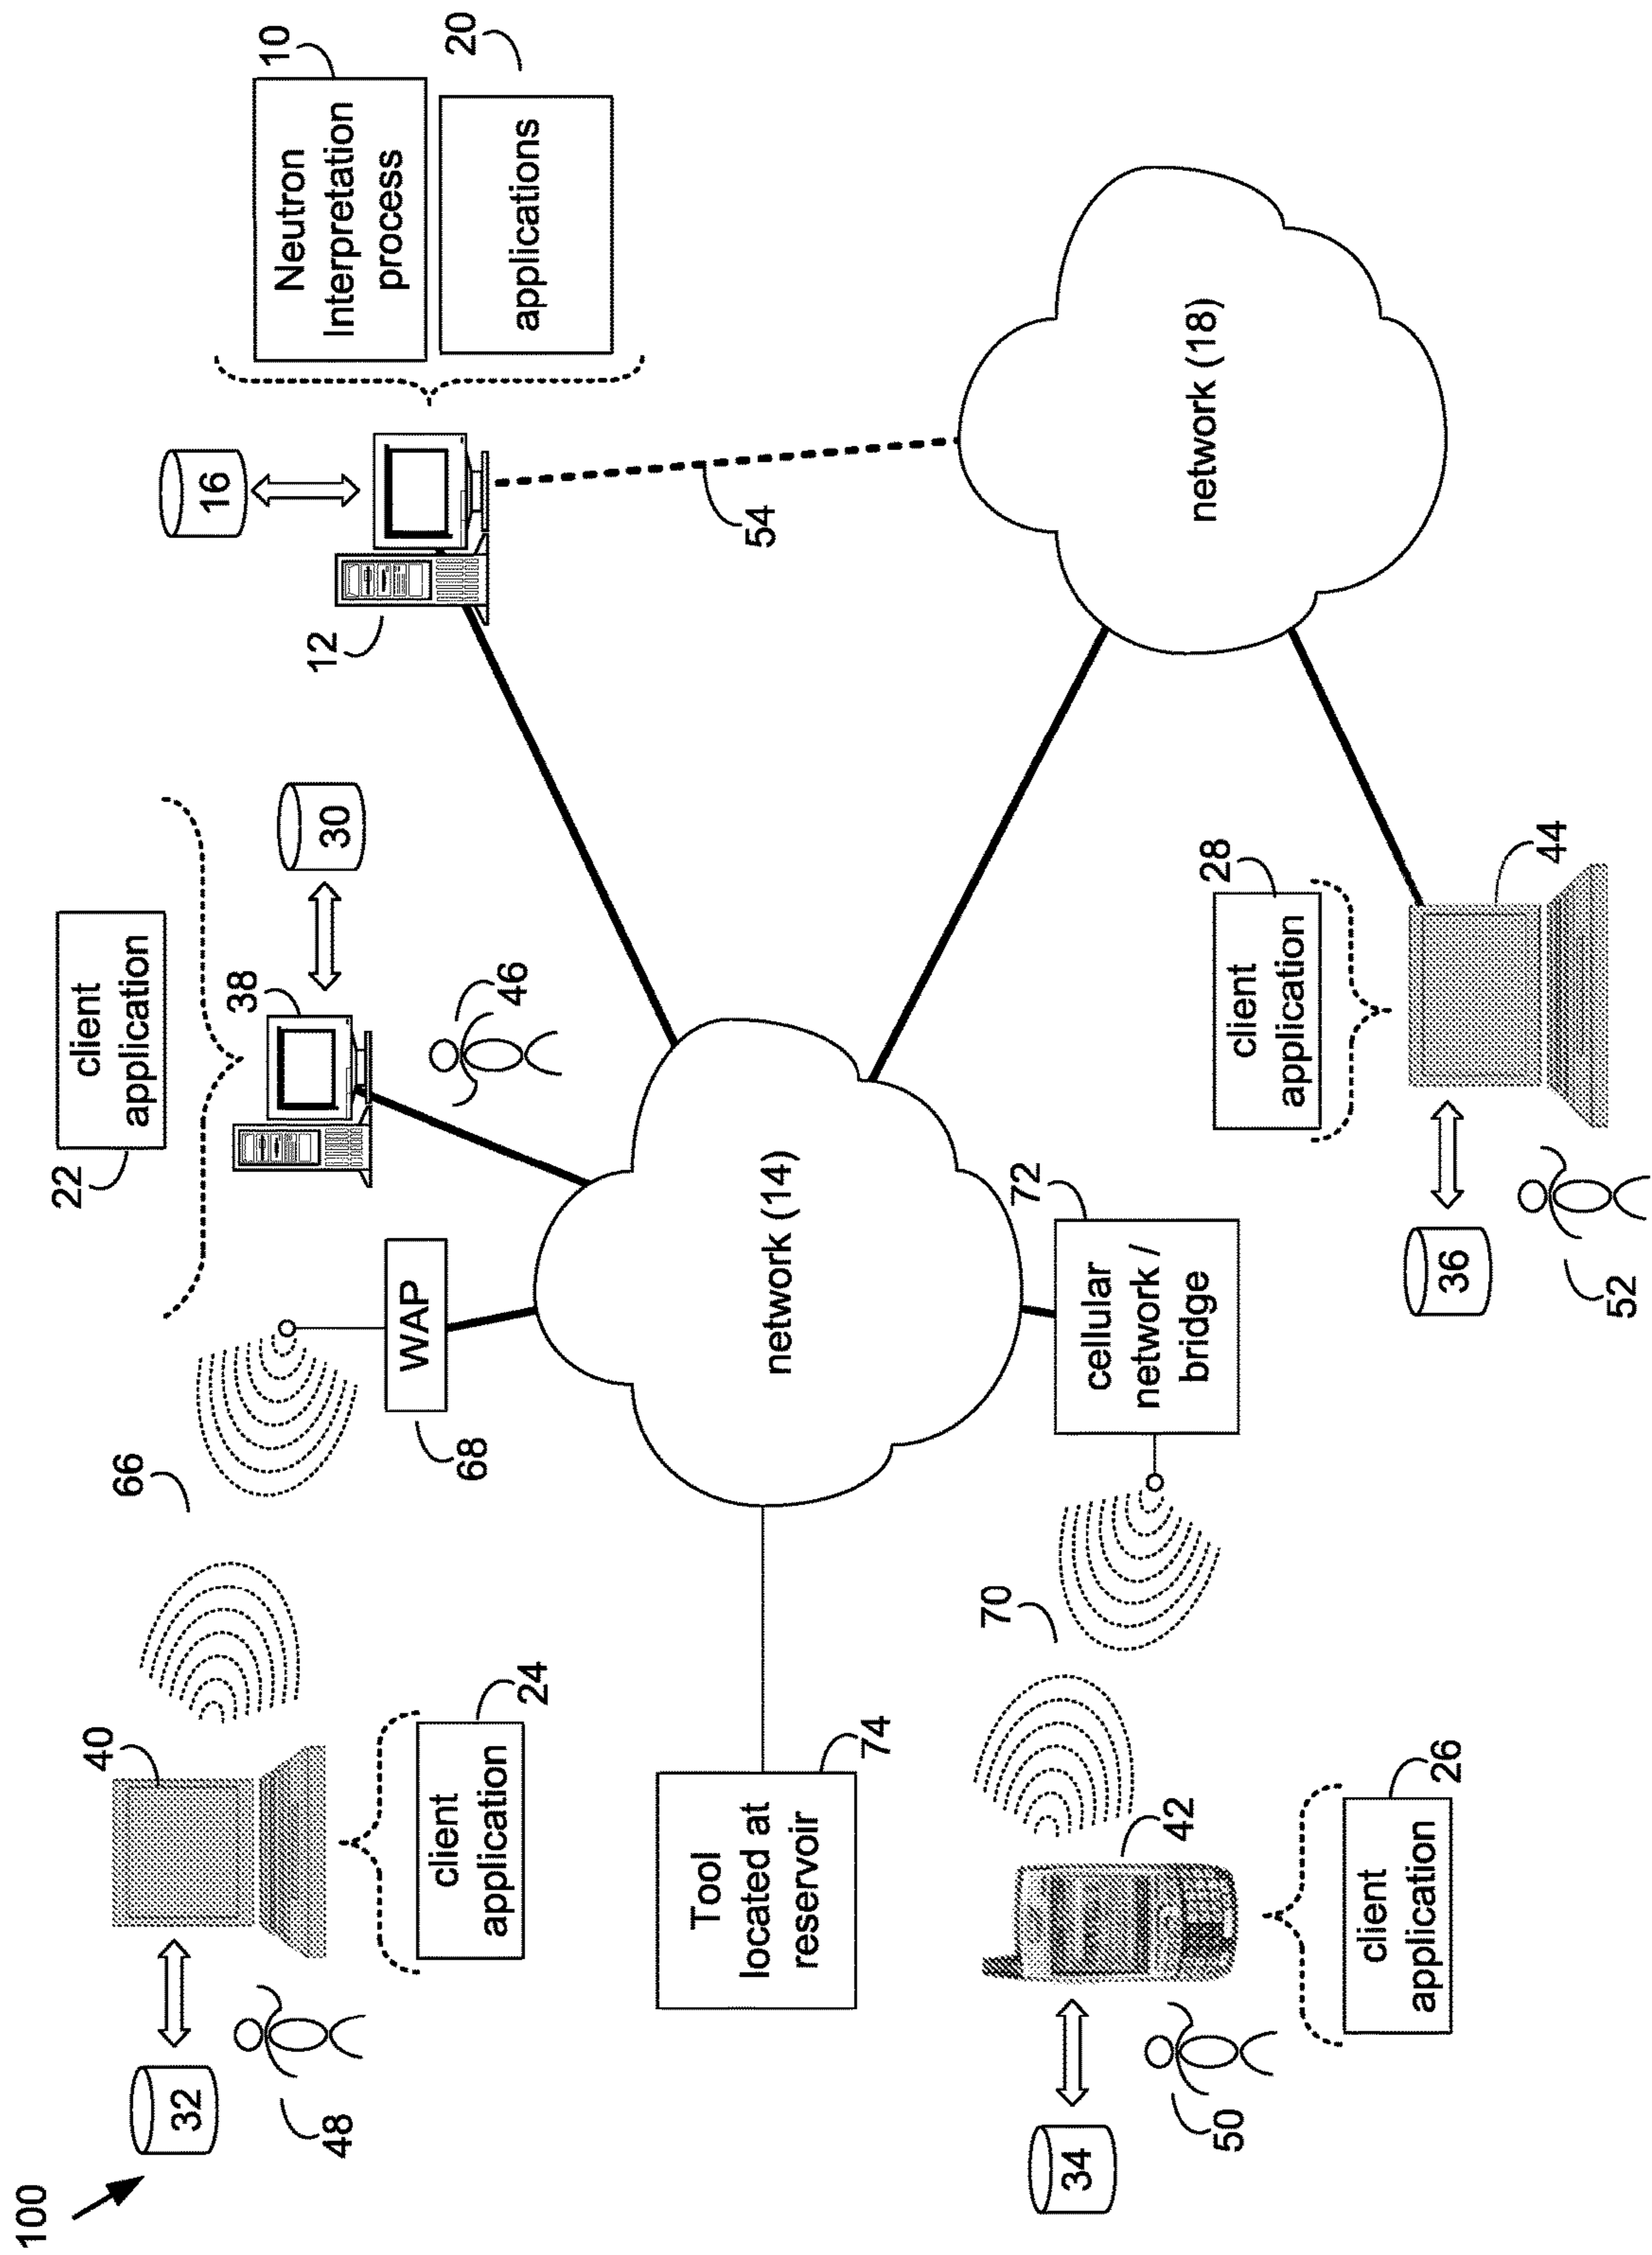 100
22
client
application
10
Neutron
Interpretation
process
20
applications
40
66
32
16
38
30
12
48
WAP
68
24
client
application
46
54
Tool
located at
reservoir
74
network (14)
network (18)
70
72
cellular
network /
bridge
34
42
50
28
client
application
26
client
application
36
44
52